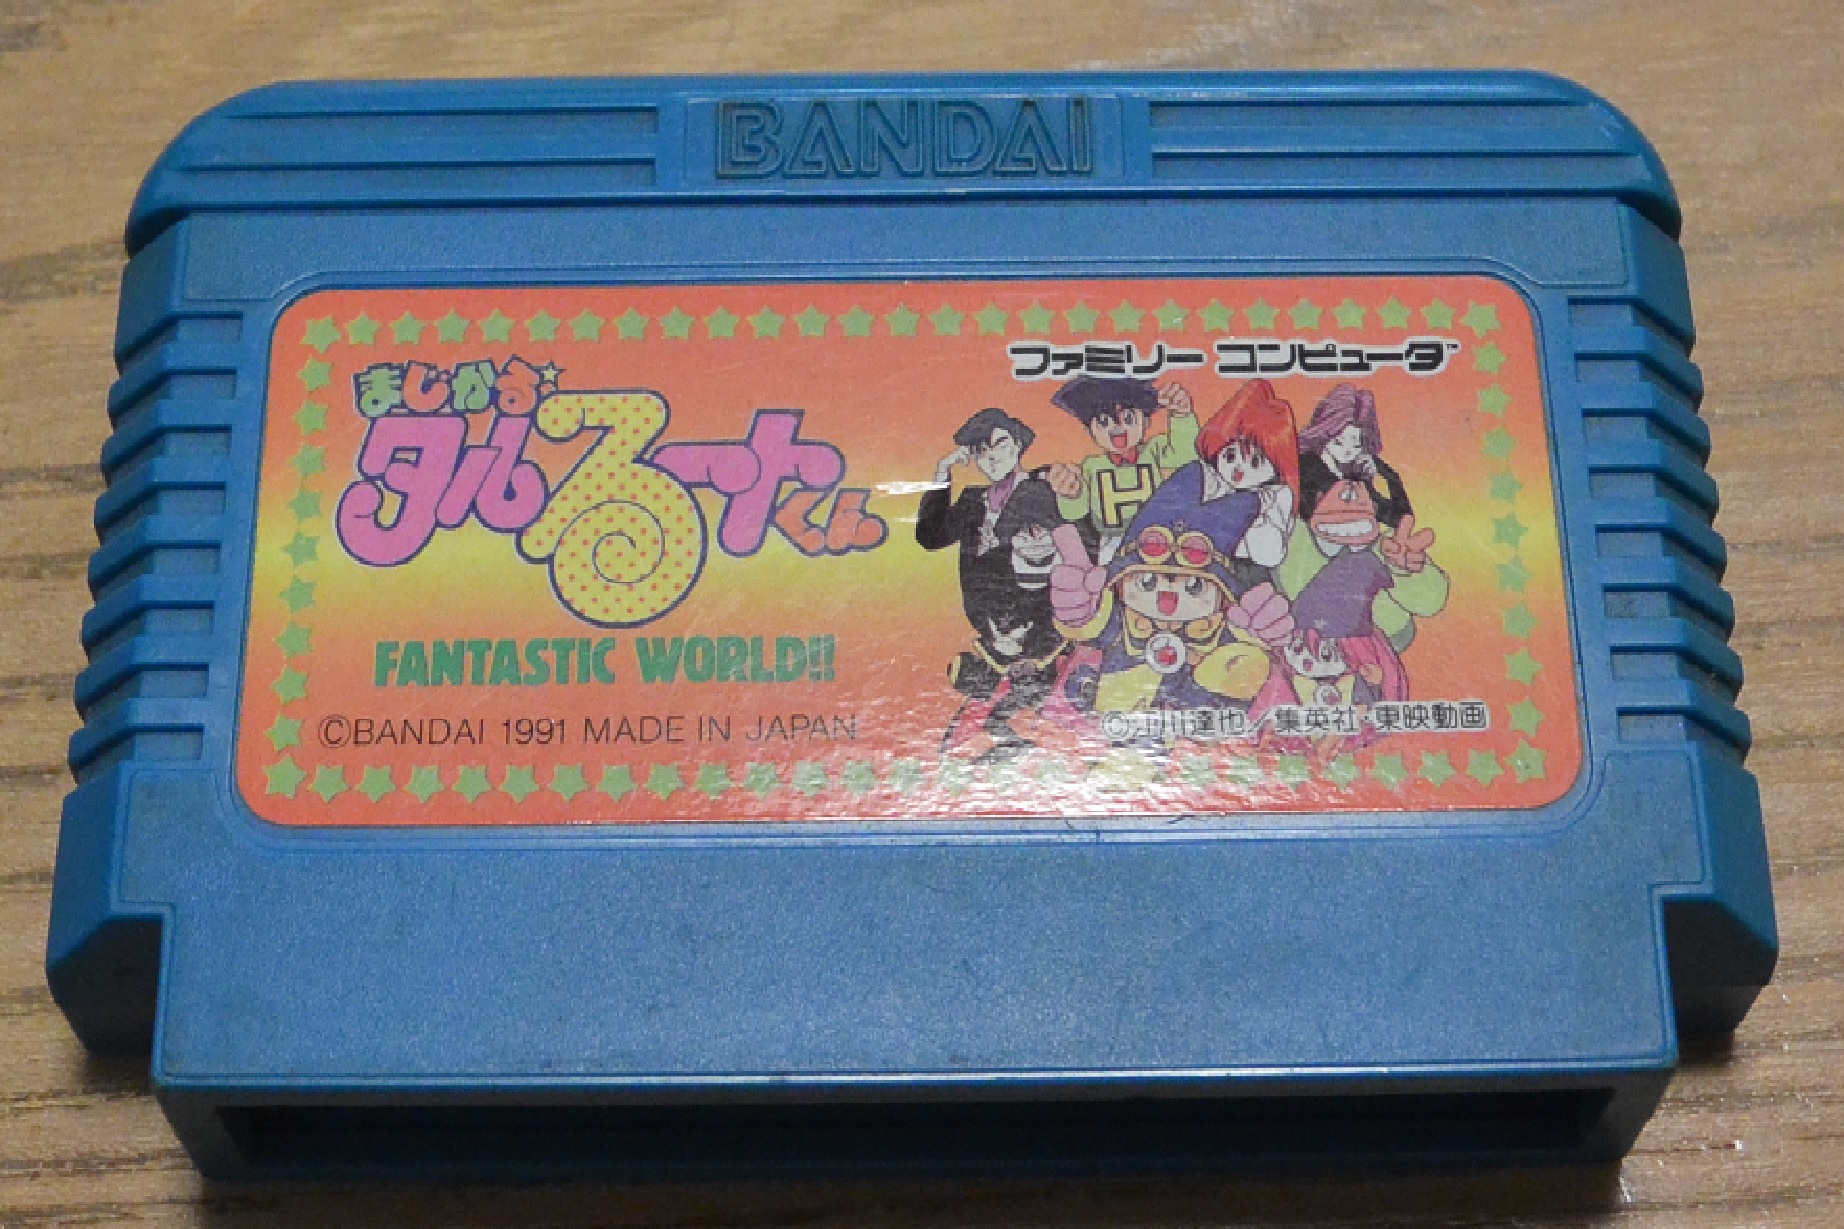 BANDAI
ファミリー コンピュータ™
まじかる☆
タルるートくん
FANTASTIC WORLD!!
©BANDAI 1991 MADE IN JAPAN
©江川達也／集英社・東映動画
H